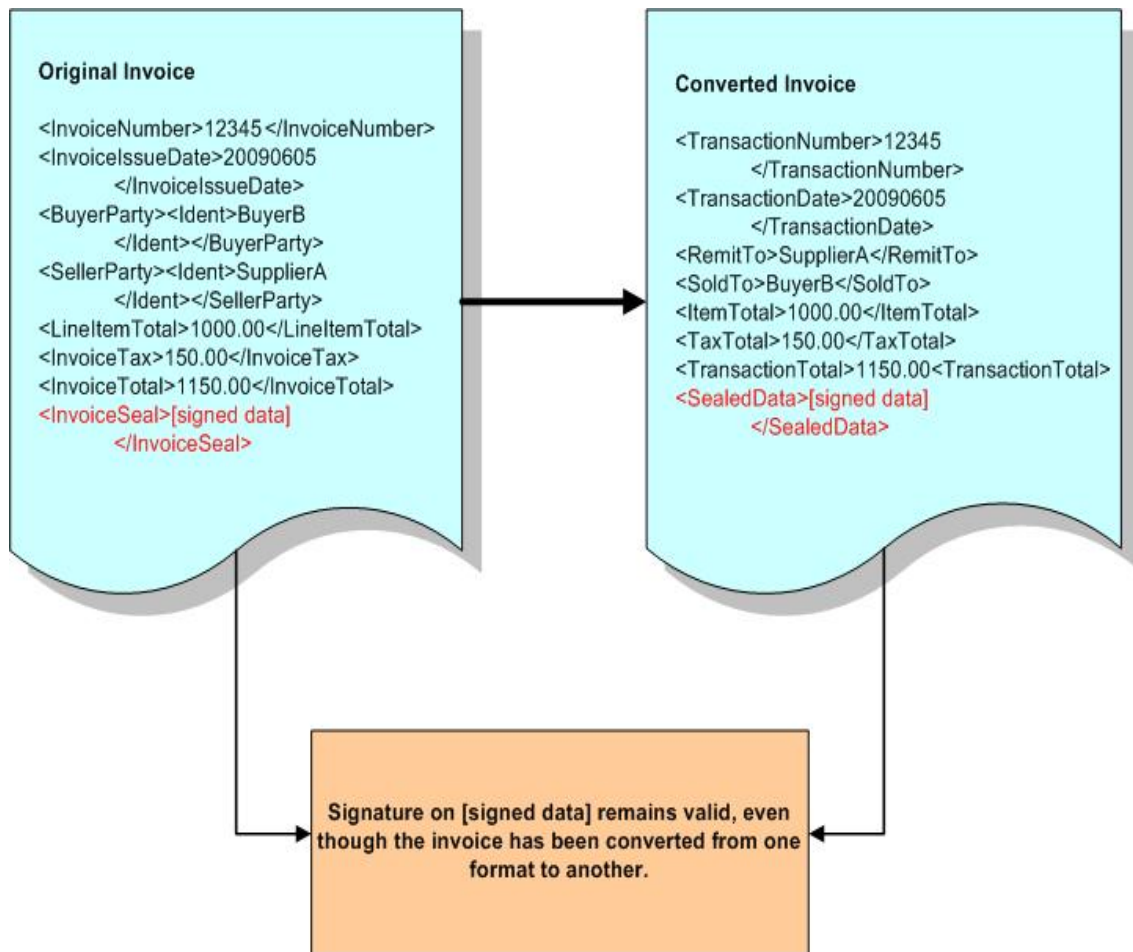 Original Invoice
<InvoiceNumber>12345</InvoiceNumber>
<InvoiceIssueDate>20090605
</InvoiceIssueDate>
<BuyerParty><Ident>BuyerB
</Ident></BuyerParty>
<SellerParty><Ident>SupplierA
</Ident></SellerParty>
<LineItemTotal>1000.00</LineItemTotal>
<InvoiceTax>150.00</InvoiceTax>
<InvoiceTotal>1150.00</InvoiceTotal>
<InvoiceSeal>[signed data]
</InvoiceSeal>
Converted Invoice
<TransactionNumber>12345
</TransactionNumber>
<TransactionDate>20090605
</TransactionDate>
<RemitTo>SupplierA</RemitTo>
<SoldTo>BuyerB</SoldTo>
<ItemTotal>1000.00</ItemTotal>
<TaxTotal>150.00</TaxTotal>
<TransactionTotal>1150.00<TransactionTotal>
<SealedData>[signed data]
</SealedData>
Signature on [signed data] remains valid, even
though the invoice has been converted from one
format to another.